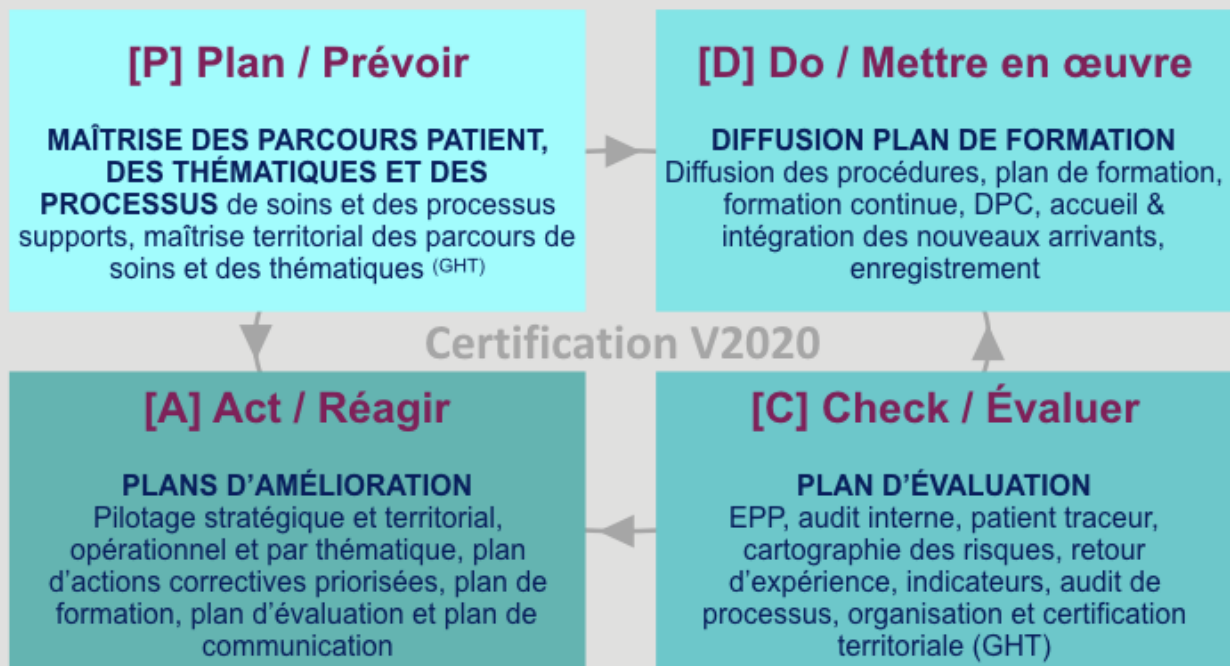 [P] Plan / Prévoir
MAÎTRISE DES PARCOURS PATIENT,
DES THÉMATIQUES ET DES
PROCESSUS de soins et des processus
supports, maîtrise territorial des parcours de
soins et des thématiques (GHT)
[D] Do / Mettre en œuvre
DIFFUSION PLAN DE FORMATION
Diffusion des procédures, plan de formation,
formation continue, DPC, accueil &
intégration des nouveaux arrivants,
enregistrement
Certification V2020
[A] Act / Réagir
PLANS D’AMÉLIORATION
Pilotage stratégique et territorial,
opérationnel et par thématique, plan
d’actions correctives priorisées, plan de
formation, plan d’évaluation et plan de
communication
[C] Check / Évaluer
PLAN D’ÉVALUATION
EPP, audit interne, patient traceur,
cartographie des risques, retour
d’expérience, indicateurs, audit de
processus, organisation et certification
territoriale (GHT)